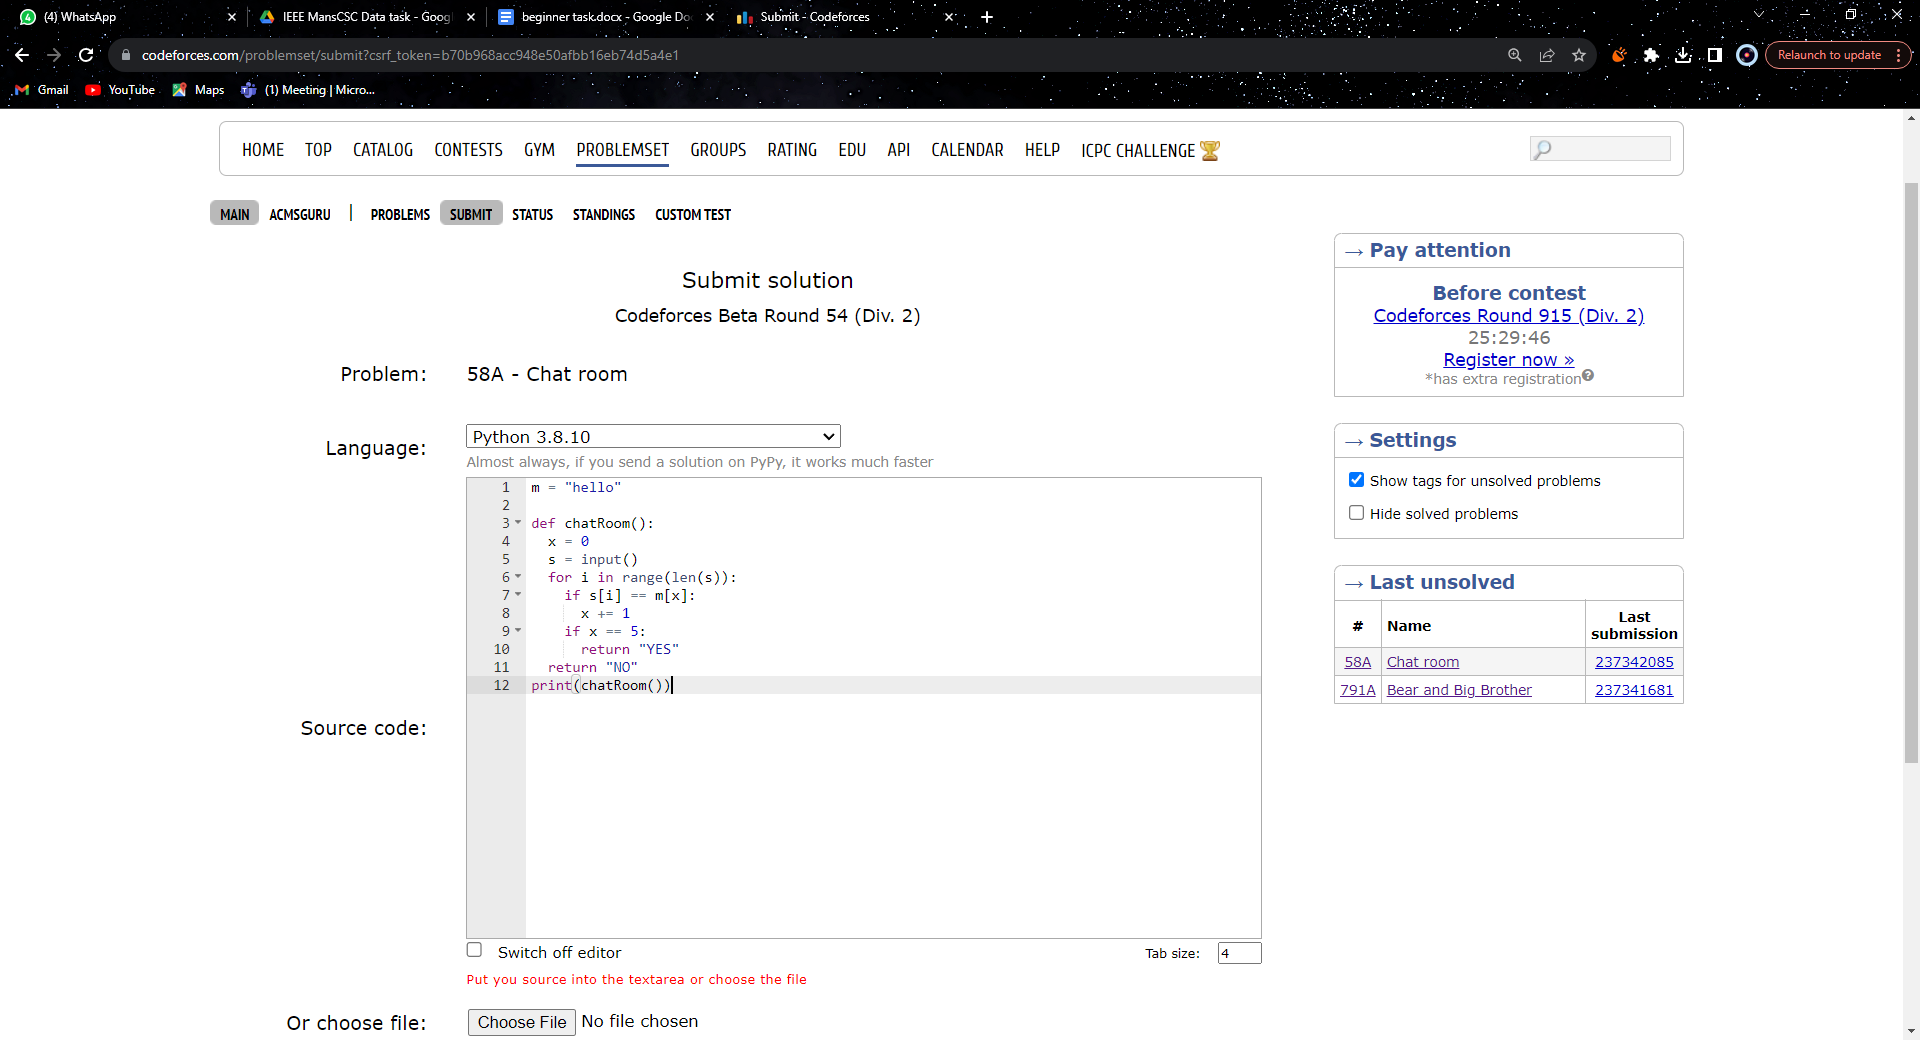 (4) WhatsApp
IEEE MansCSC Data task - Goog
beginner task.docx - Google Do
Submit - Codeforces
codeforces.com/problemset/submit?csrf_token=b70b968acc948e50afbb16eb74d5a4e1
Relaunch to update
Gmail
YouTube
Maps
(1) Meeting | Micro...
HOME TOP CATALOG CONTESTS GYM PROBLEMSET GROUPS RATING EDU API CALENDAR HELP ICPC CHALLENGE
MAIN ACMSGURU | PROBLEMS SUBMIT STATUS STANDINGS CUSTOM TEST
Submit solution
Codeforces Beta Round 54 (Div. 2)
Problem: 58A - Chat room
Language: Python 3.8.10
Almost always, if you send a solution on PyPy, it works much faster
Source code:
1 m = "hello"
2
3 def chatRoom():
4 x = 0
5 s = input()
6 for i in range(len(s)):
7 if s[i] == m[x]:
8 x += 1
9 if x == 5:
10 return "YES"
11 return "NO"
12 print(chatRoom())
Switch off editor
Tab size: 4
Put you source into the textarea or choose the file
Or choose file: Choose File No file chosen
→ Pay attention
Before contest
Codeforces Round 915 (Div. 2)
25:29:46
Register now »
*has extra registration
→ Settings
Show tags for unsolved problems
Hide solved problems
→ Last unsolved
# Name Last submission
58A Chat room 237342085
791A Bear and Big Brother 237341681